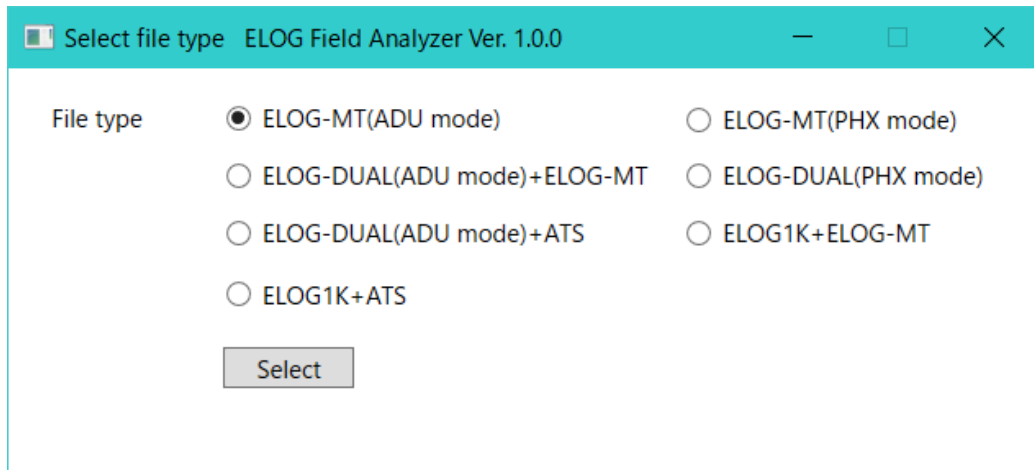 Select file type ELOG Field Analyzer Ver. 1.0.0
File type
ELOG-MT(ADU mode)
ELOG-MT(PHX mode)
ELOG-DUAL(ADU mode)+ELOG-MT
ELOG-DUAL(PHX mode)
ELOG-DUAL(ADU mode)+ATS
ELOG1K+ELOG-MT
ELOG1K+ATS
Select